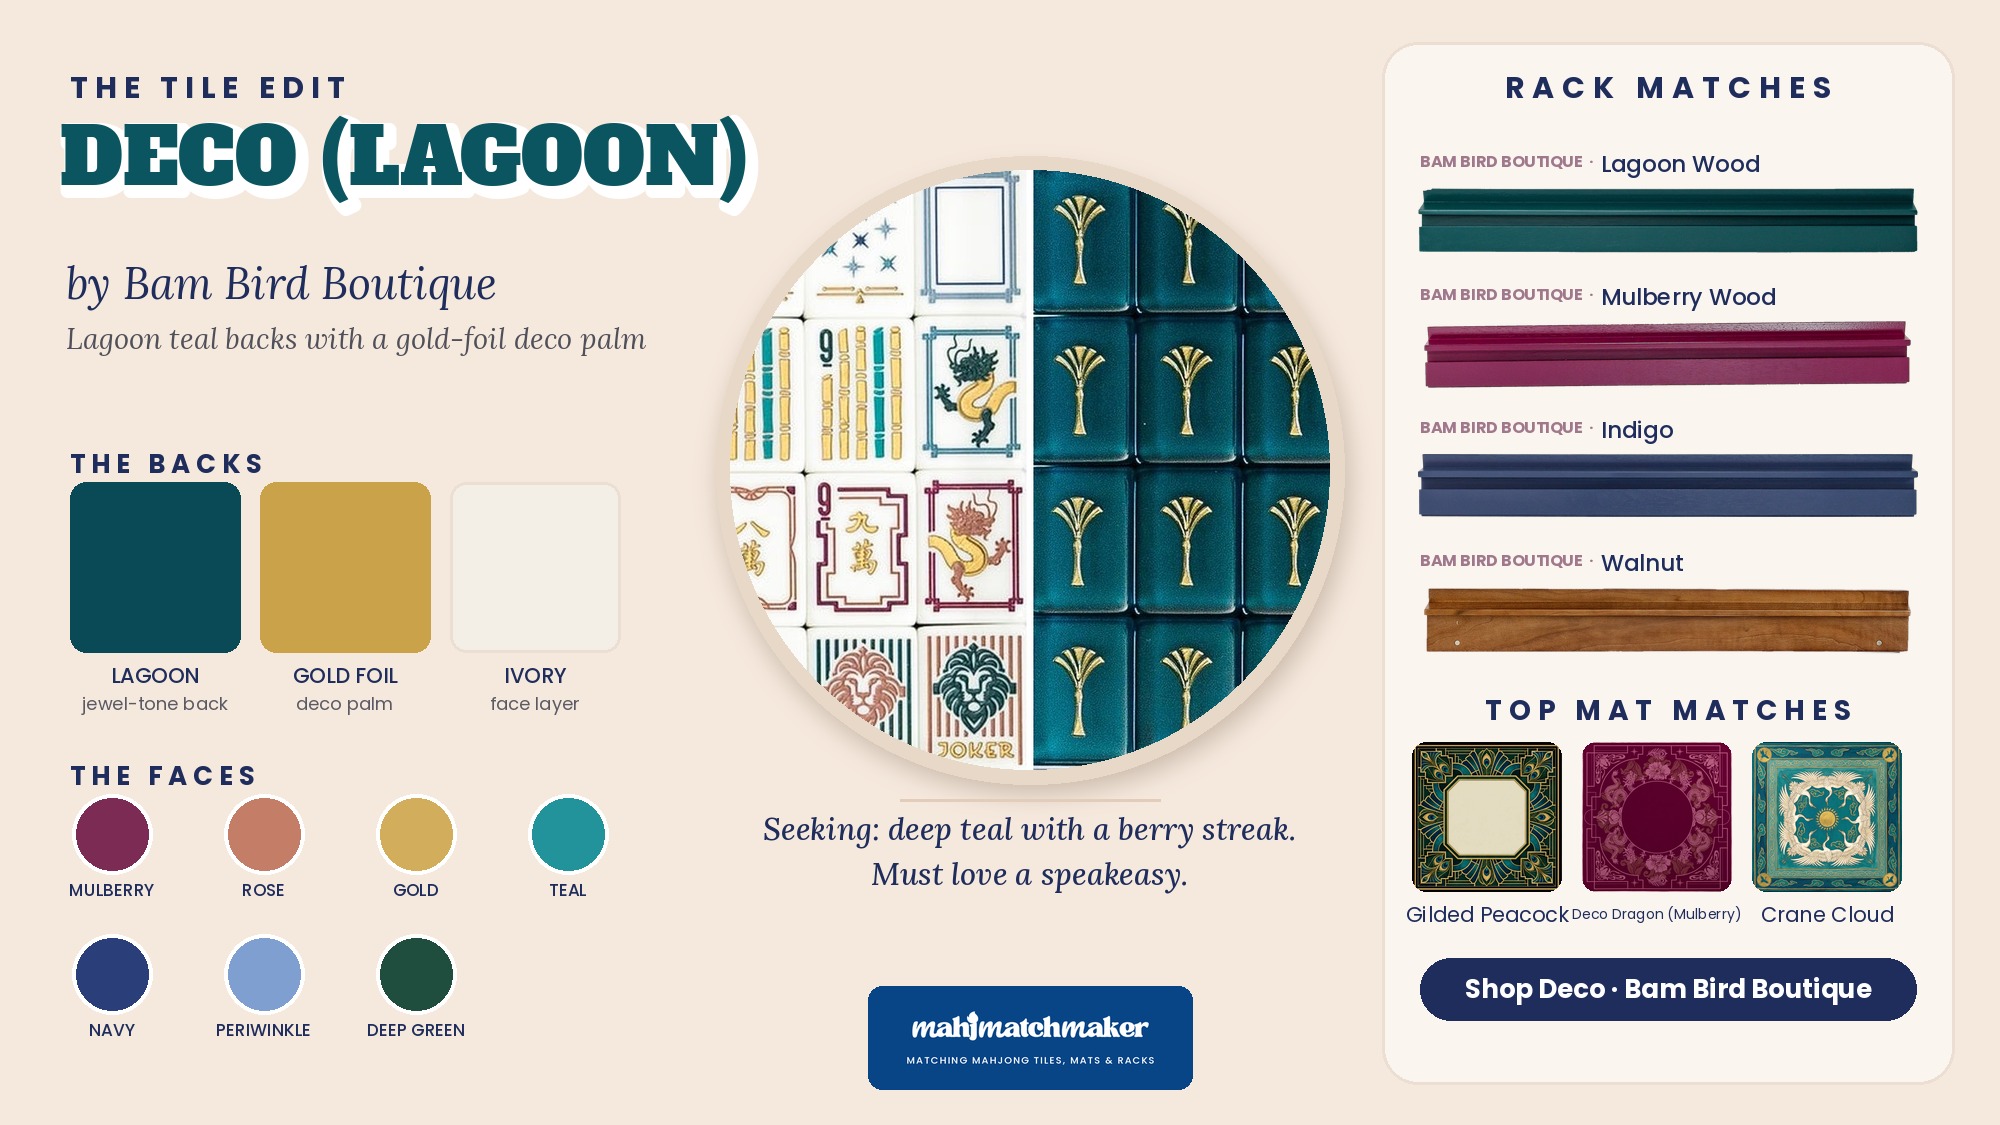 THE TILE EDIT
DECO (LAGOON)
by Bam Bird Boutique
Lagoon teal backs with a gold-foil deco palm
THE BACKS
LAGOON
jewel-tone back
GOLD FOIL
deco palm
IVORY
face layer
THE FACES
MULBERRY
ROSE
GOLD
TEAL
NAVY
PERIWINKLE
DEEP GREEN
9
八
萬
9
九
萬
JOKER
Seeking: deep teal with a berry streak.
Must love a speakeasy.
mahjmatchmaker
MATCHING MAHJONG TILES, MATS & RACKS
RACK MATCHES
BAM BIRD BOUTIQUE · Lagoon Wood
BAM BIRD BOUTIQUE · Mulberry Wood
BAM BIRD BOUTIQUE · Indigo
BAM BIRD BOUTIQUE · Walnut
TOP MAT MATCHES
Gilded Peacock
Deco Dragon (Mulberry)
Crane Cloud
Shop Deco · Bam Bird Boutique